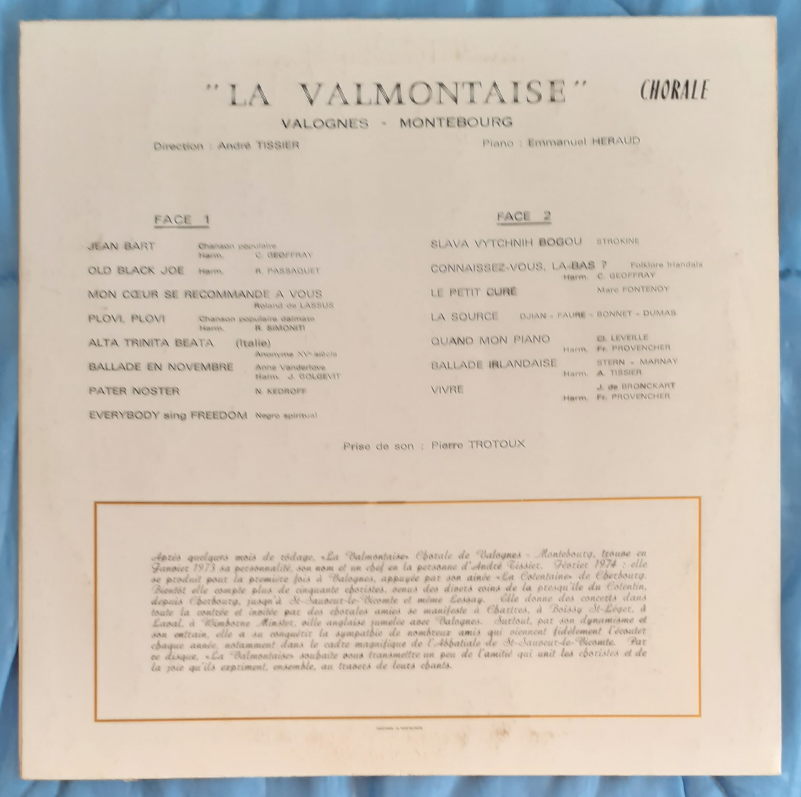 "LA VALMONTAISE" CHORALE
VALOGNES - MONTEBOURG
Direction : André TISSIER Piano : Emmanuel HERAUD
FACE 1
JEAN BART Chanson populaire
Harm. C. GEOFFRAY
OLD BLACK JOE Harm. R. PASSAQUET
MON CŒUR SE RECOMMANDE A VOUS
Roland de LASSUS
PLOVI, PLOVI Chanson populaire dalmate
Harm. R. SIMONITI
ALTA TRINITA BEATA (Italie)
Anonyme XVe siècle
BALLADE EN NOVEMBRE Anne Vanderlove
Harm. J. GOLGEVIT
PATER NOSTER N. KEDROFF
EVERYBODY sing FREEDOM Negro spiritual
FACE 2
SLAVA VYTCHNIH BOGOU STROKINE
CONNAISSEZ-VOUS, LA-BAS ? Folklore Irlandais
Harm. C. GEOFFRAY
LE PETIT CURE Marc FONTENOY
LA SOURCE DJIAN - FAURE - BONNET - DUMAS
QUAND MON PIANO Cl. LEVEILLE
Harm. Fr. PROVENCHER
BALLADE IRLANDAISE STERN - MARNAY
Harm. A. TISSIER
VIVRE J. de BRONCKART
Harm. Fr. PROVENCHER
Prise de son : Pierre TROTOUX
Après quelques mois de rodage, «La Valmontaise» Chorale de Valognes - Montebourg, trouve en
Janvier 1973 sa personnalité, son nom et un chef en la personne d'André Tissier. Février 1974 : elle
se produit pour la première fois à Valognes, appuyée par son aînée «La Cotentaine» de Cherbourg.
Bientôt elle compte plus de cinquante choristes, venus des divers coins de la presqu'île du Cotentin,
depuis Cherbourg, jusqu'à St-Sauveur-le-Vicomte et même Lessay. Elle donne des concerts dans
toute la contrée et invitée par des chorales amies se manifeste à Chartres, à Boissy St-Léger, à
Laval, à Wimborne Minster, ville anglaise jumelée avec Valognes. Surtout, par son dynamisme et
son entrain, elle a su conquérir la sympathie de nombreux amis qui viennent fidèlement l'écouter
chaque année, notamment dans le cadre magnifique de l'Abbatiale de St-Sauveur-le-Vicomte. Par
ce disque, «La Valmontaise» souhaite vous transmettre un peu de l'amitié qui unit les choristes et de
la joie qu'ils expriment, ensemble, au travers de leurs chants.